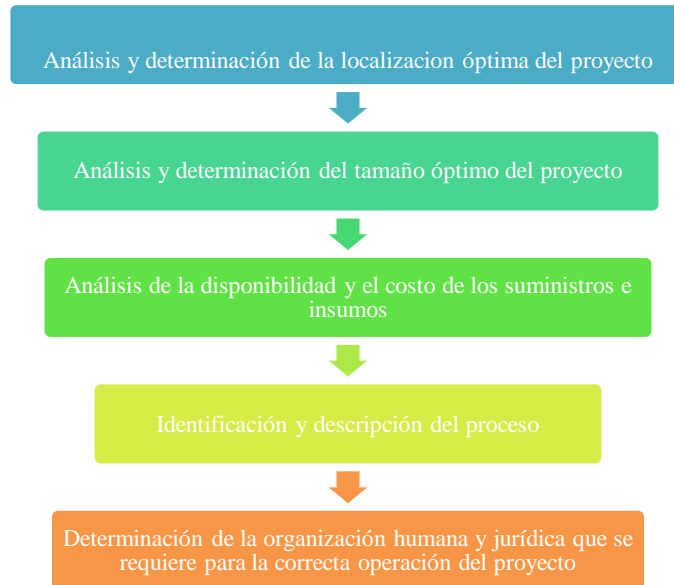 Análisis y determinación de la localizacion óptima del proyecto
Análisis y determinación del tamaño óptimo del proyecto
Análisis de la disponibilidad y el costo de los suministros e
insumos
Identificación y descripción del proceso
Determinación de la organización humana y jurídica que se
requiere para la correcta operación del proyecto